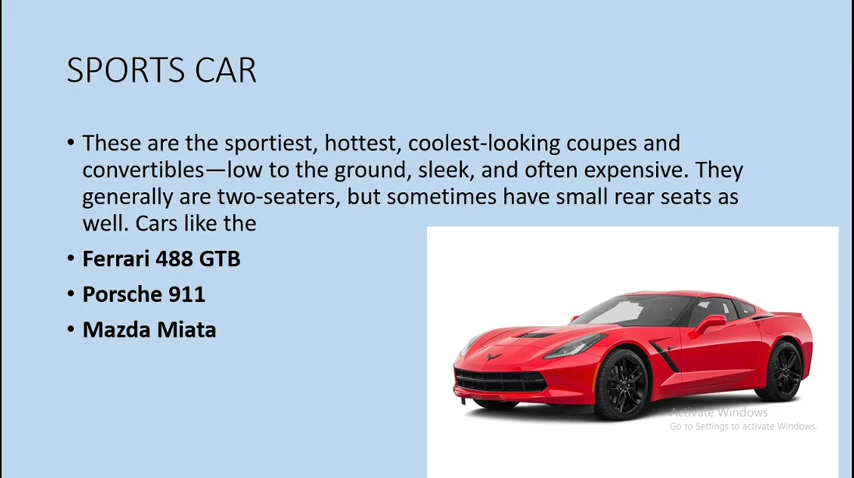 SPORTS CAR
• These are the sportiest, hottest, coolest-looking coupes and
convertibles—low to the ground, sleek, and often expensive. They
generally are two-seaters, but sometimes have small rear seats as
well. Cars like the
• Ferrari 488 GTB
• Porsche 911
• Mazda Miata
Activate Windows
Go to Settings to activate Windows.